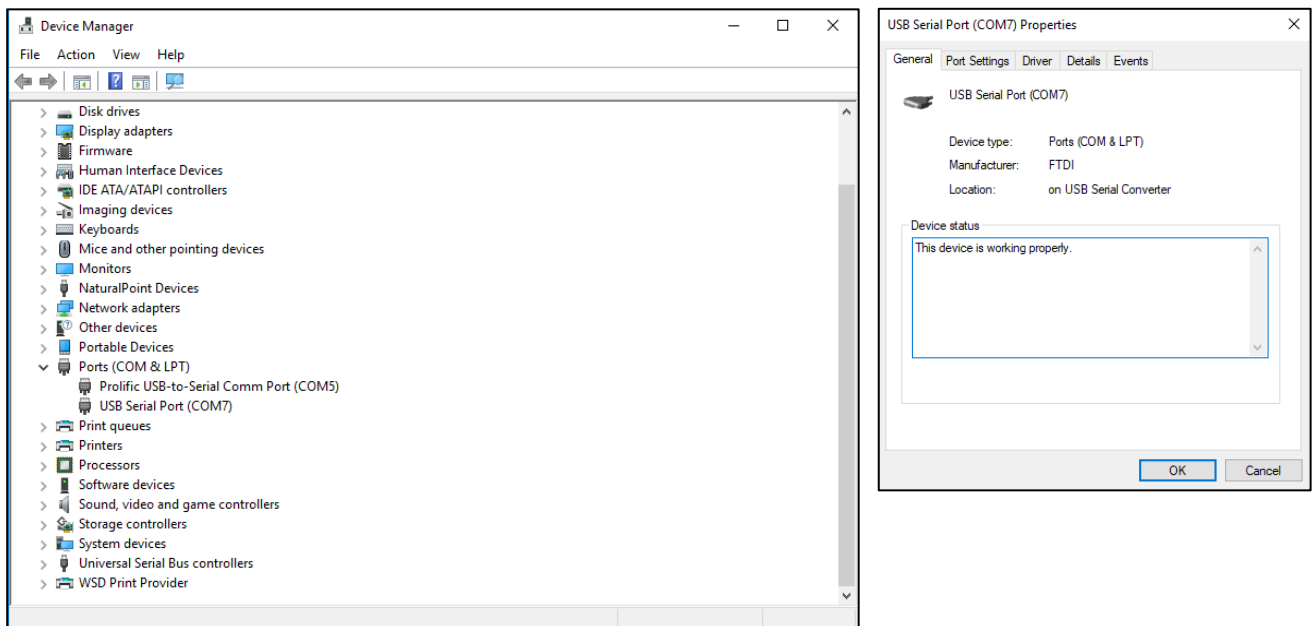 Device Manager
File Action View Help
Disk drives
Display adapters
Firmware
Human Interface Devices
IDE ATA/ATAPI controllers
Imaging devices
Keyboards
Mice and other pointing devices
Monitors
NaturalPoint Devices
Network adapters
Other devices
Portable Devices
Ports (COM & LPT)
Prolific USB-to-Serial Comm Port (COM5)
USB Serial Port (COM7)
Print queues
Printers
Processors
Software devices
Sound, video and game controllers
Storage controllers
System devices
Universal Serial Bus controllers
WSD Print Provider
USB Serial Port (COM7) Properties
General Port Settings Driver Details Events
USB Serial Port (COM7)
Device type: Ports (COM & LPT)
Manufacturer: FTDI
Location: on USB Serial Converter
Device status
This device is working properly.
OK Cancel